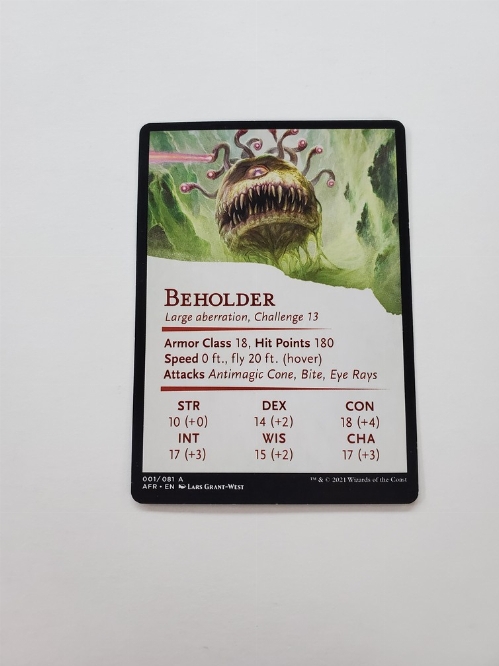 BEHOLDER
Large aberration, Challenge 13
Armor Class 18, Hit Points 180
Speed 0 ft., fly 20 ft. (hover)
Attacks Antimagic Cone, Bite, Eye Rays
STR DEX CON
10 (+0) 14 (+2) 18 (+4)
INT WIS CHA
17 (+3) 15 (+2) 17 (+3)
001/081 A
AFR • EN LARS GRANT-WEST
™ & © 2021 Wizards of the Coast